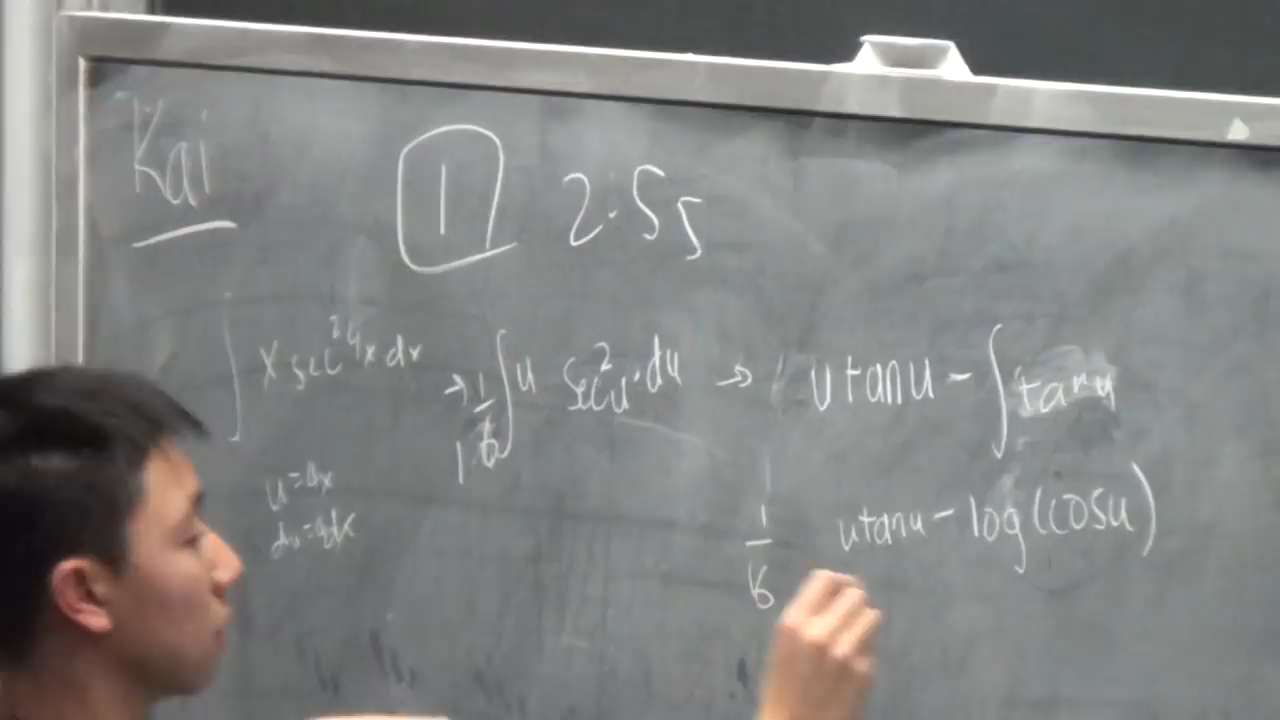 Kai
1 2.55
∫ x sec² 4x dx → 1/16 ∫ u sec² u · du → u tan u - ∫ tan u
u = 4x
du = 4dx
1/16 u tan u - log(cos u)